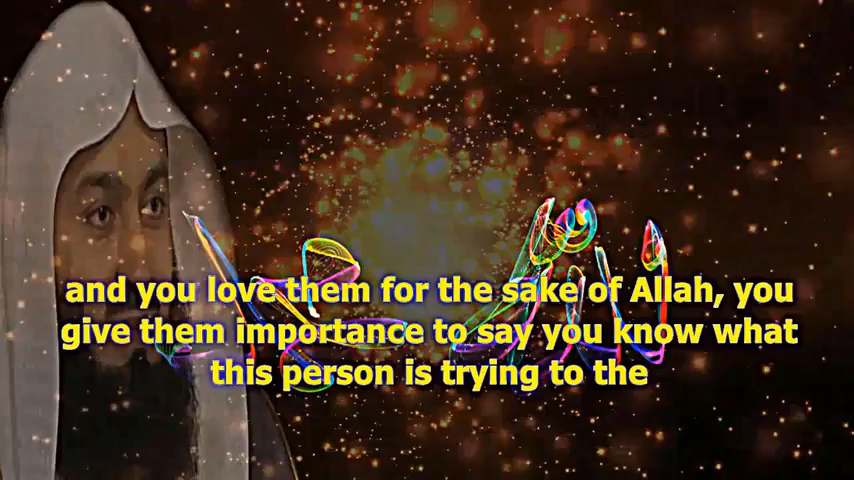 and you love them for the sake of Allah, you
give them importance to say you know what
this person is trying to the